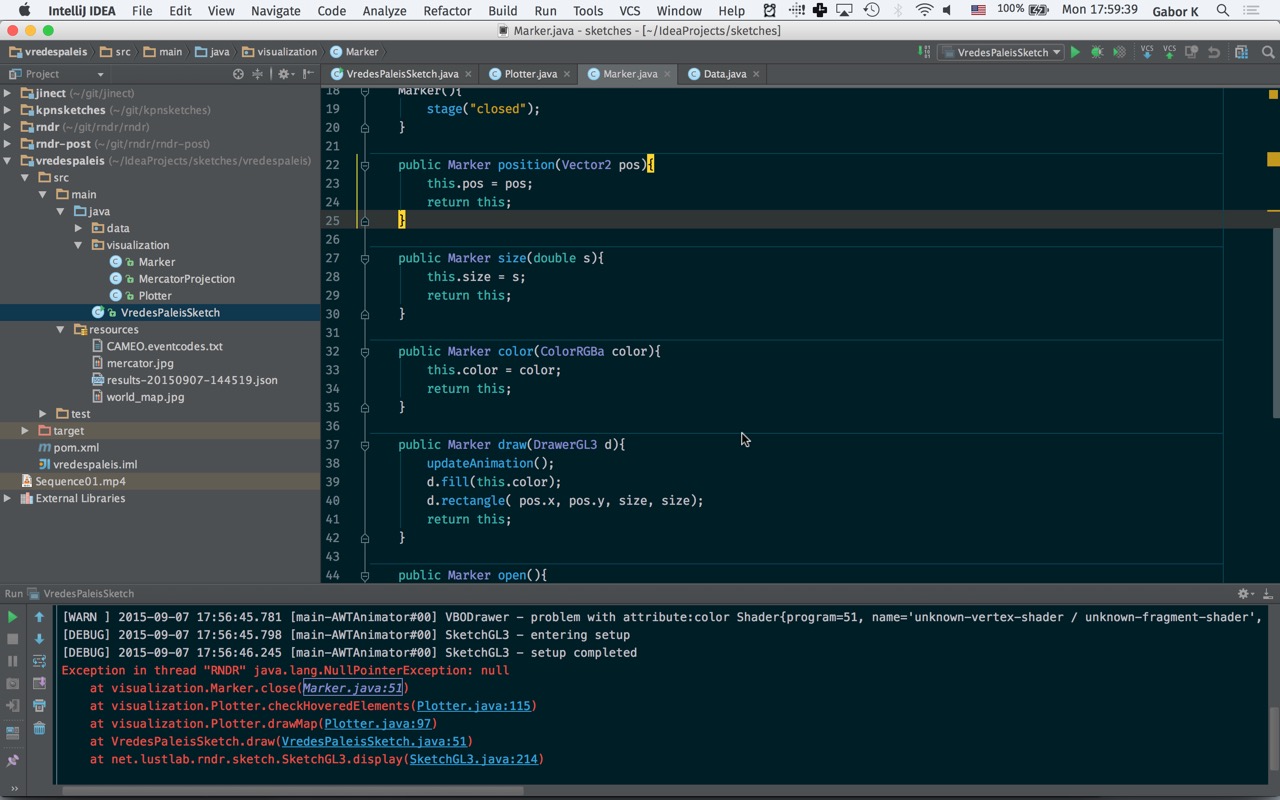 IntelliJ IDEA File Edit View Navigate Code Analyze Refactor Build Run Tools VCS Window Help 100% Mon 17:59:39 Gabor K
Marker.java - sketches - [~/IdeaProjects/sketches]
vredespaleis src main java visualization Marker VredesPaleisSketch VCS VCS
Project VredesPaleisSketch.java Plotter.java Marker.java Data.java
jinect (~/git/jinect)
kpnsketches (~/git/kpnsketches)
rndr (~/git/rndr/rndr)
rndr-post (~/git/rndr/rndr-post)
vredespaleis (~/IdeaProjects/sketches/vredespaleis)
src
main
java
data
visualization
Marker
MercatorProjection
Plotter
VredesPaleisSketch
resources
CAMEO.eventcodes.txt
mercator.jpg
results-20150907-144519.json
world_map.jpg
test
target
pom.xml
vredespaleis.iml
Sequence01.mp4
External Libraries
18 Marker(){
19 stage("closed");
20 }
21
22 public Marker position(Vector2 pos){
23 this.pos = pos;
24 return this;
25 }
26
27 public Marker size(double s){
28 this.size = s;
29 return this;
30 }
31
32 public Marker color(ColorRGBa color){
33 this.color = color;
34 return this;
35 }
36
37 public Marker draw(DrawerGL3 d){
38 updateAnimation();
39 d.fill(this.color);
40 d.rectangle( pos.x, pos.y, size, size);
41 return this;
42 }
43
44 public Marker open(){
Run VredesPaleisSketch
[WARN ] 2015-09-07 17:56:45.781 [main-AWTAnimator#00] VBODrawer - problem with attribute:color Shader{program=51, name='unknown-vertex-shader / unknown-fragment-shader',
[DEBUG] 2015-09-07 17:56:45.798 [main-AWTAnimator#00] SketchGL3 - entering setup
[DEBUG] 2015-09-07 17:56:46.245 [main-AWTAnimator#00] SketchGL3 - setup completed
Exception in thread "RNDR" java.lang.NullPointerException: null
at visualization.Marker.close(Marker.java:51)
at visualization.Plotter.checkHoveredElements(Plotter.java:115)
at visualization.Plotter.drawMap(Plotter.java:97)
at VredesPaleisSketch.draw(VredesPaleisSketch.java:51)
at net.lustlab.rndr.sketch.SketchGL3.display(SketchGL3.java:214)